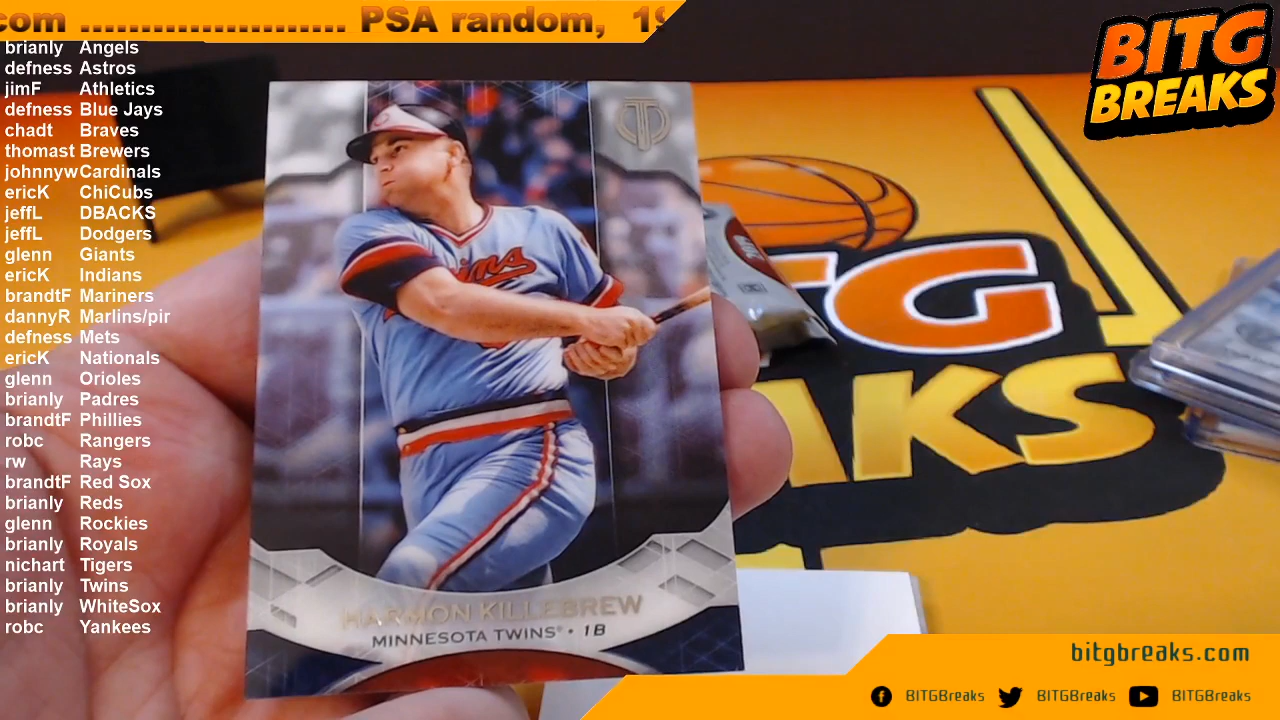 com ...................... PSA random, 19
BITG
BREAKS
brianly Angels
defness Astros
jimF Athletics
defness Blue Jays
chadt Braves
thomast Brewers
johnnyw Cardinals
ericK ChiCubs
jeffL DBACKS
jeffL Dodgers
glenn Giants
ericK Indians
brandtF Mariners
dannyR Marlins/pir
defness Mets
ericK Nationals
glenn Orioles
brianly Padres
brandtF Phillies
robc Rangers
rw Rays
brandtF Red Sox
brianly Reds
glenn Rockies
brianly Royals
nichart Tigers
brianly Twins
brianly WhiteSox
robc Yankees
Twins
HARMON KILLEBREW
MINNESOTA TWINS® • 1B
TG
AKS
bitgbreaks.com
BITGBreaks BITGBreaks BITGBreaks